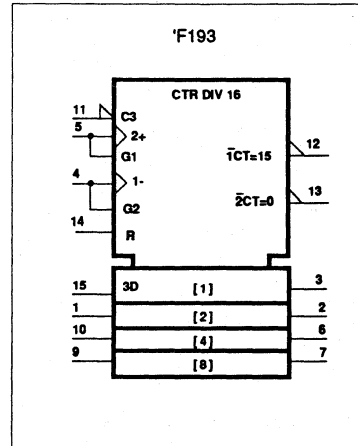 'F193
CTR DIV 16
11 C3
5 2+
G1
1̅CT=15 12
4 1-
2̅CT=0 13
G2
14 R
15 3D [1] 3
1 [2] 2
10 [4] 6
9 [8] 7